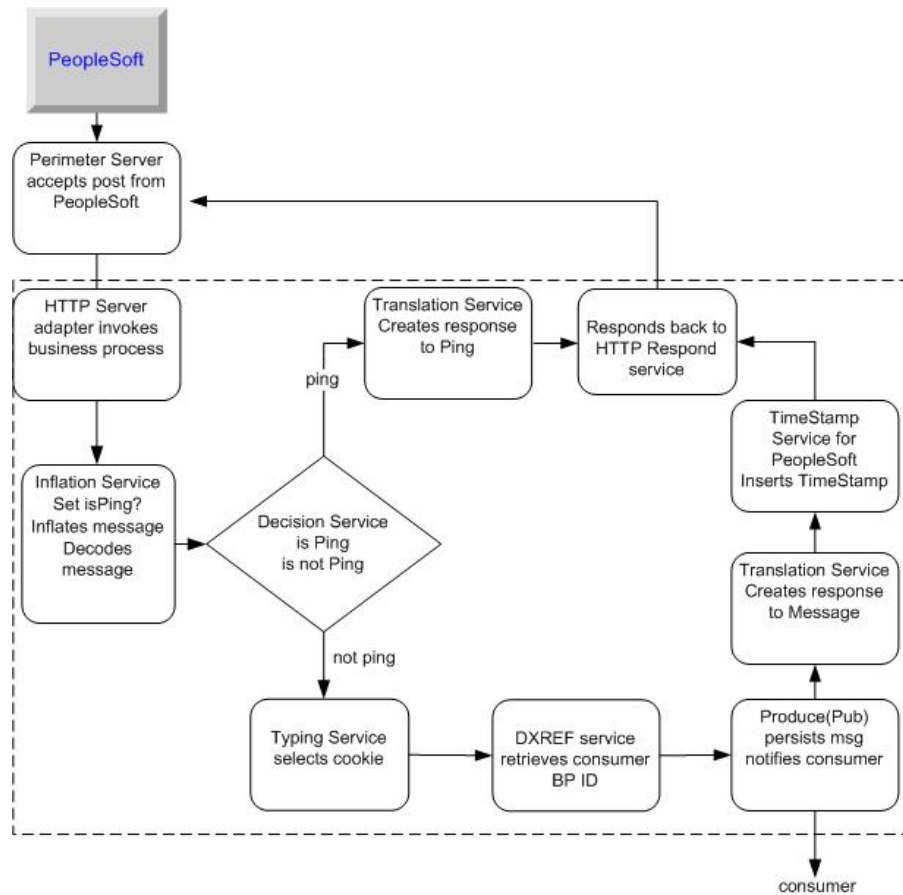 PeopleSoft
Perimeter Server
accepts post from
PeopleSoft
HTTP Server
adapter invokes
business process
Translation Service
Creates response
to Ping
Responds back to
HTTP Respond
service
ping
TimeStamp
Service for
PeopleSoft
Inserts TimeStamp
Inflation Service
Set isPing?
Inflates message
Decodes
message
Decision Service
is Ping
is not Ping
Translation Service
Creates response
to Message
not ping
Typing Service
selects cookie
DXREF service
retrieves consumer
BP ID
Produce(Pub)
persists msg
notifies consumer
consumer